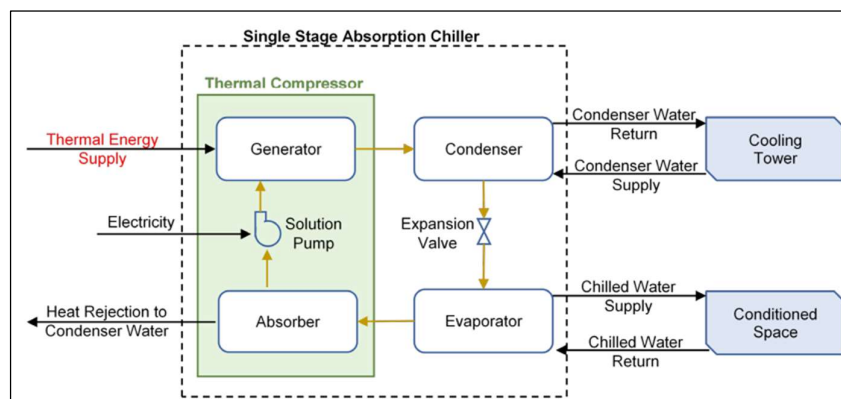 Single Stage Absorption Chiller
Thermal Compressor
Thermal Energy
Supply
Generator
Condenser
Condenser Water
Return
Condenser Water
Supply
Cooling
Tower
Electricity
Solution
Pump
Expansion
Valve
Heat Rejection to
Condenser Water
Absorber
Evaporator
Chilled Water
Supply
Chilled Water
Return
Conditioned
Space